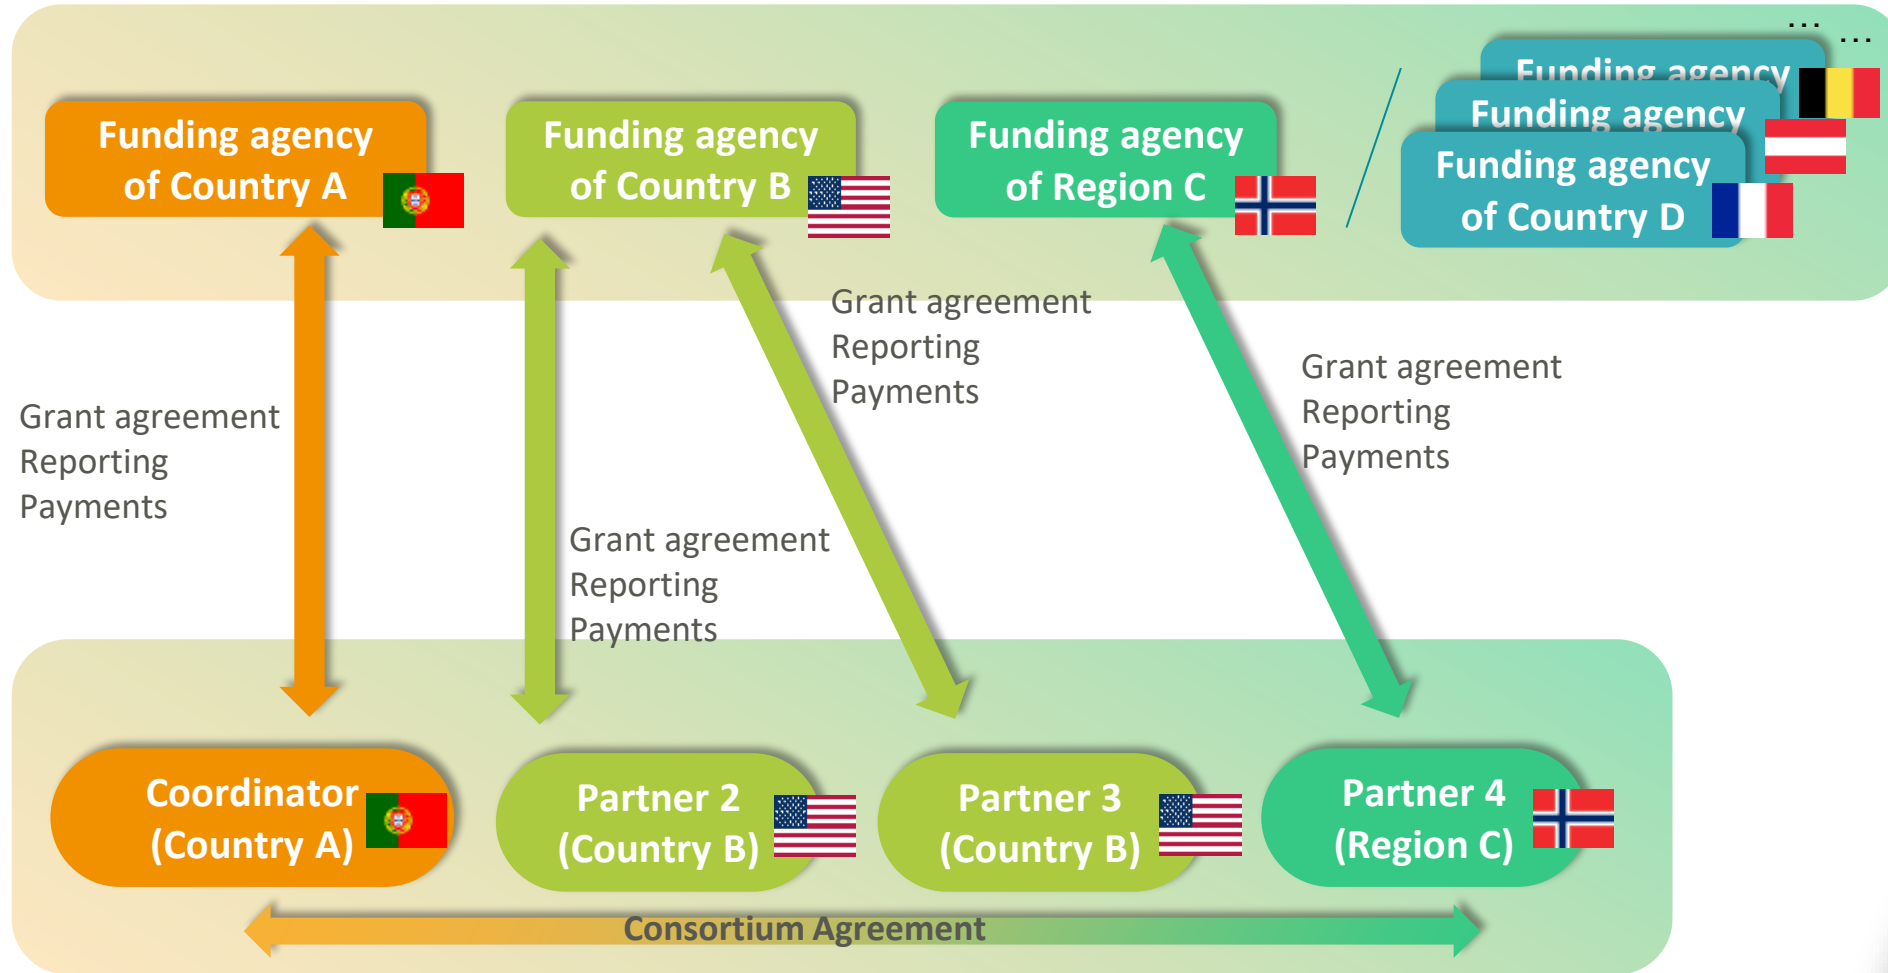 ... ...
Funding agency
of Country A
Funding agency
of Country B
Funding agency
of Region C
Funding agency
Funding agency
Funding agency
of Country D
Grant agreement
Reporting
Payments
Grant agreement
Reporting
Payments
Grant agreement
Reporting
Payments
Grant agreement
Reporting
Payments
Coordinator
(Country A)
Partner 2
(Country B)
Partner 3
(Country B)
Partner 4
(Region C)
Consortium Agreement